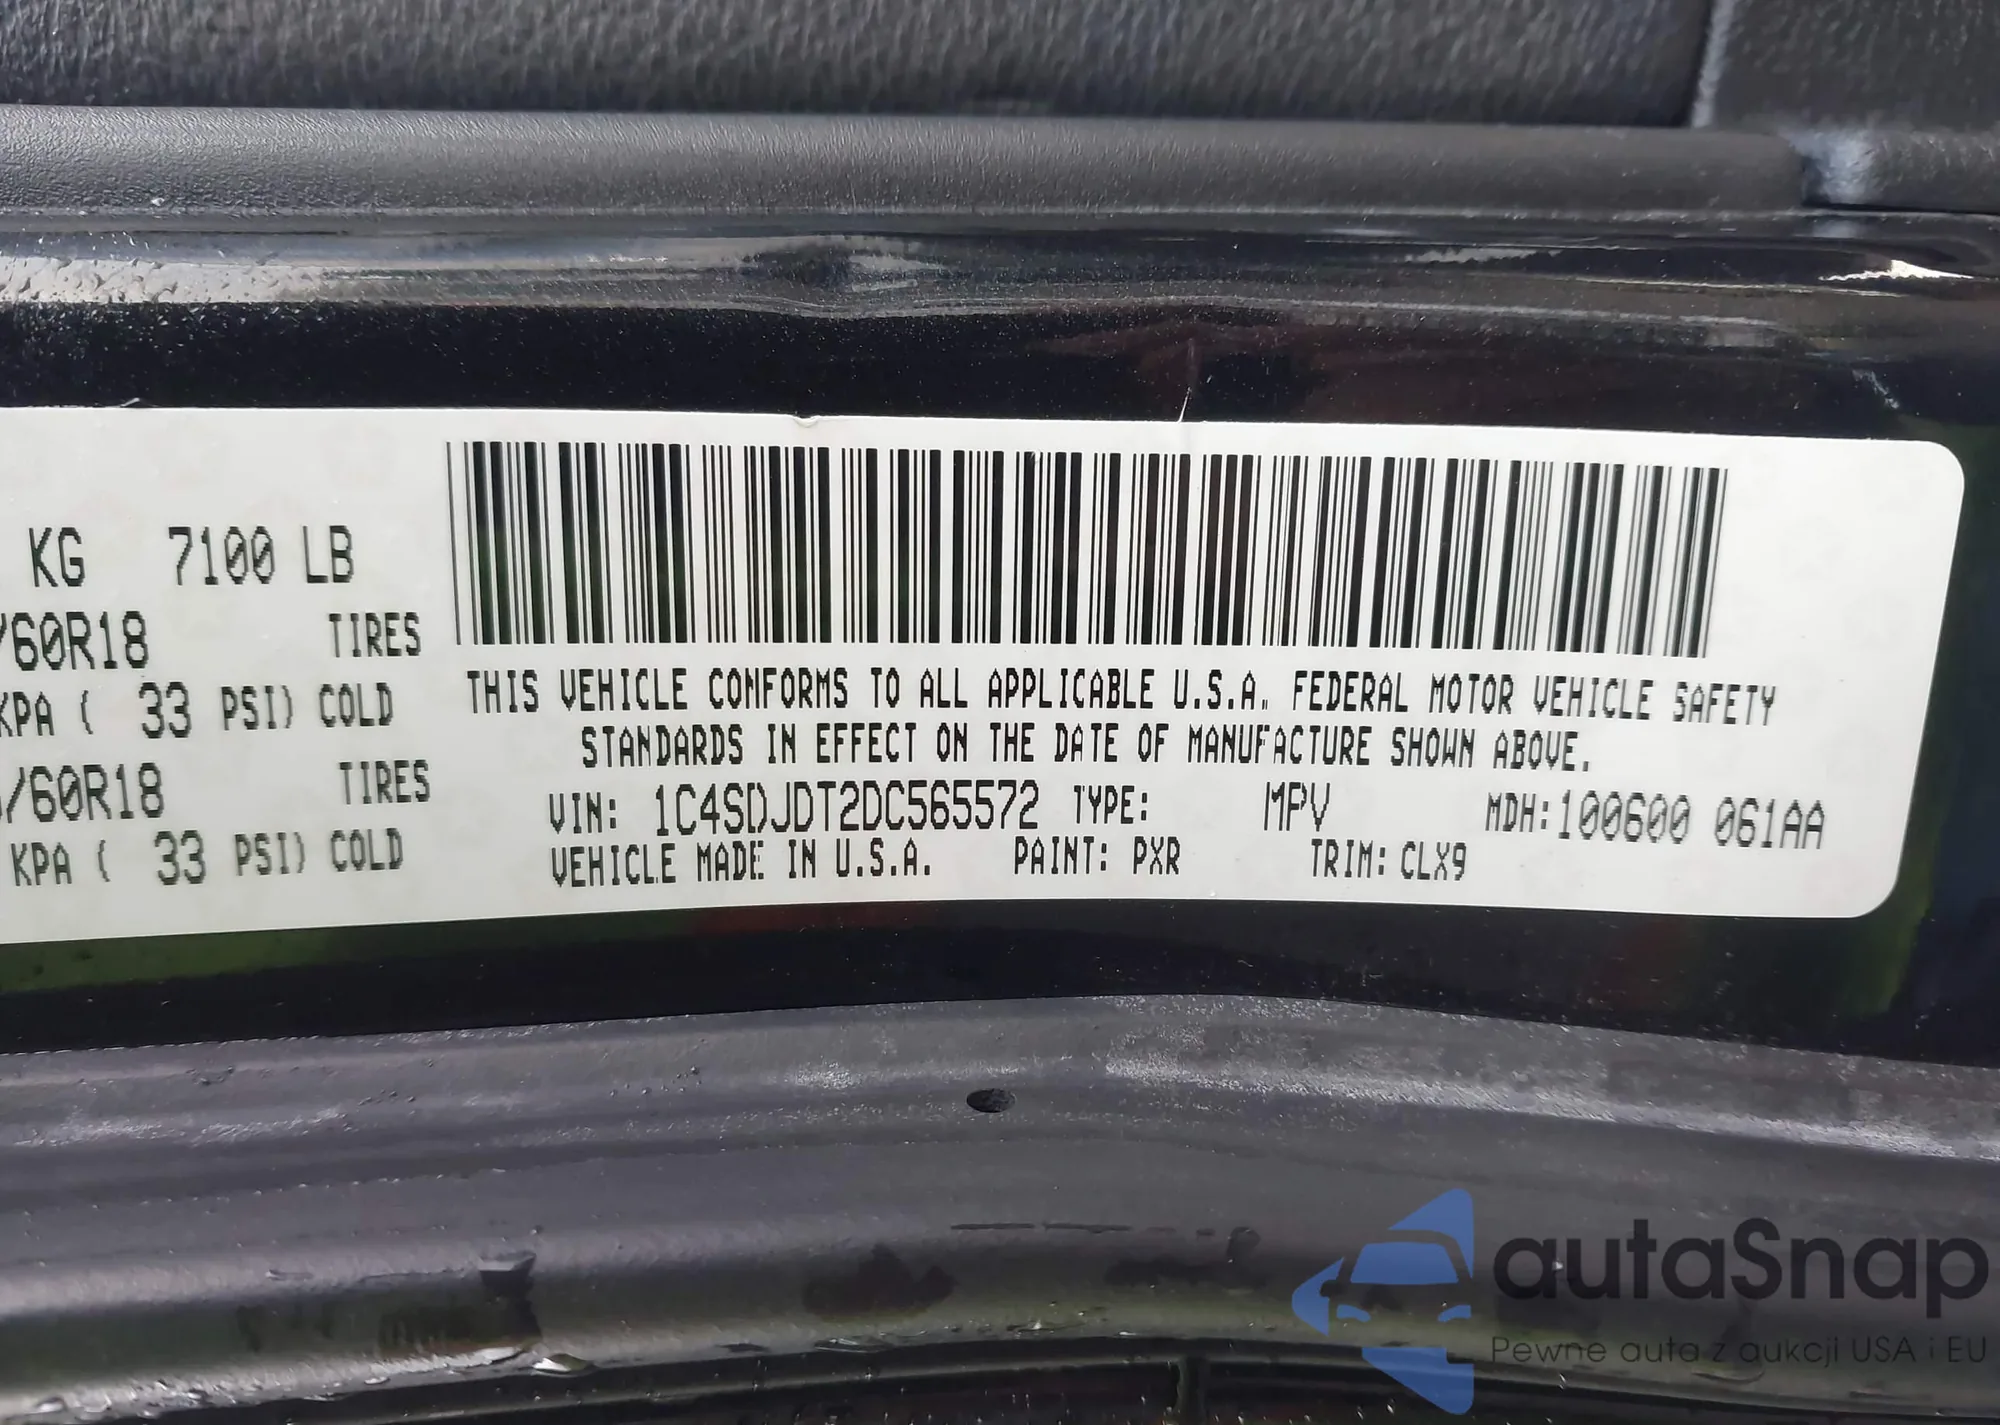 KG 7100 LB
/60R18 TIRES
KPA ( 33 PSI) COLD
/60R18 TIRES
KPA ( 33 PSI) COLD
THIS VEHICLE CONFORMS TO ALL APPLICABLE U.S.A. FEDERAL MOTOR VEHICLE SAFETY
STANDARDS IN EFFECT ON THE DATE OF MANUFACTURE SHOWN ABOVE.
VIN: 1C4SDJDT2DC565572 TYPE: MPV MDH:100600 061AA
VEHICLE MADE IN U.S.A. PAINT: PXR TRIM: CLX9
autaSnap
Pewne auta z aukcji USA i EU